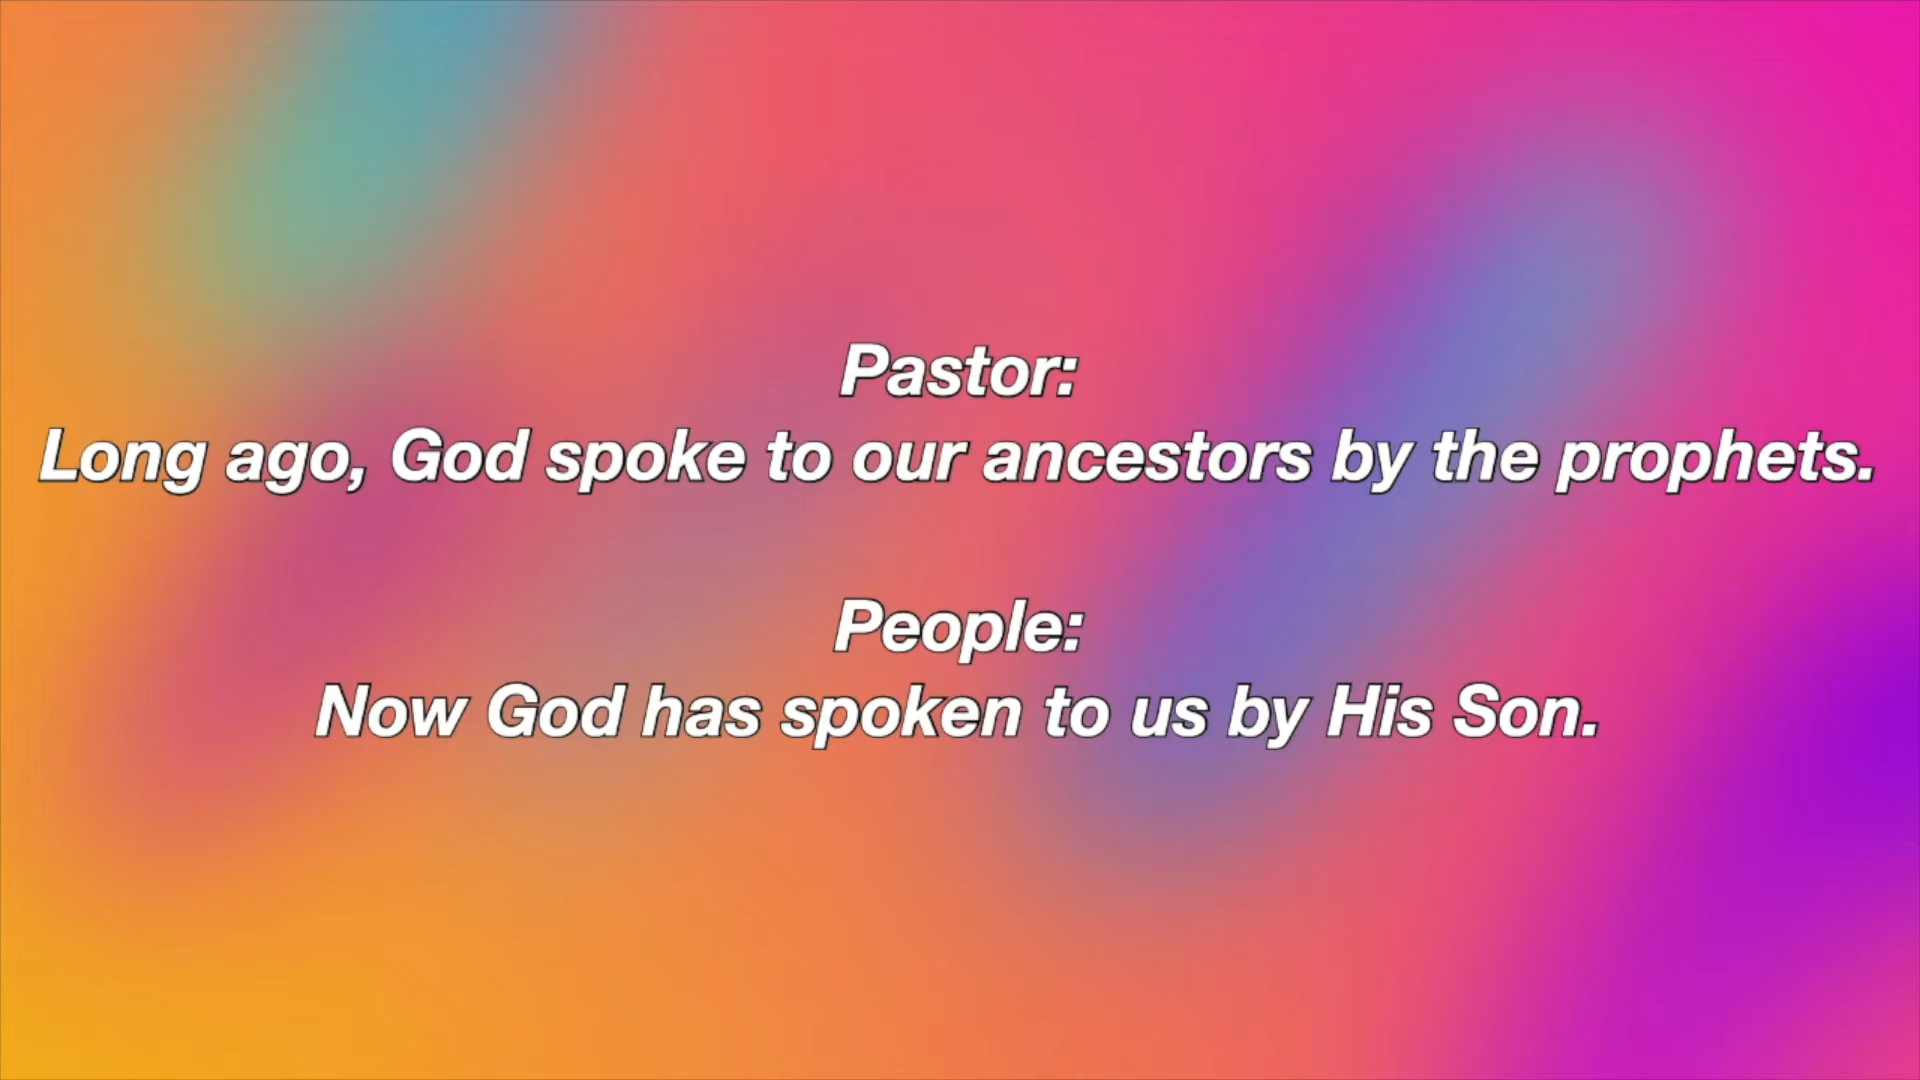 Pastor:
Long ago, God spoke to our ancestors by the prophets.
People:
Now God has spoken to us by His Son.